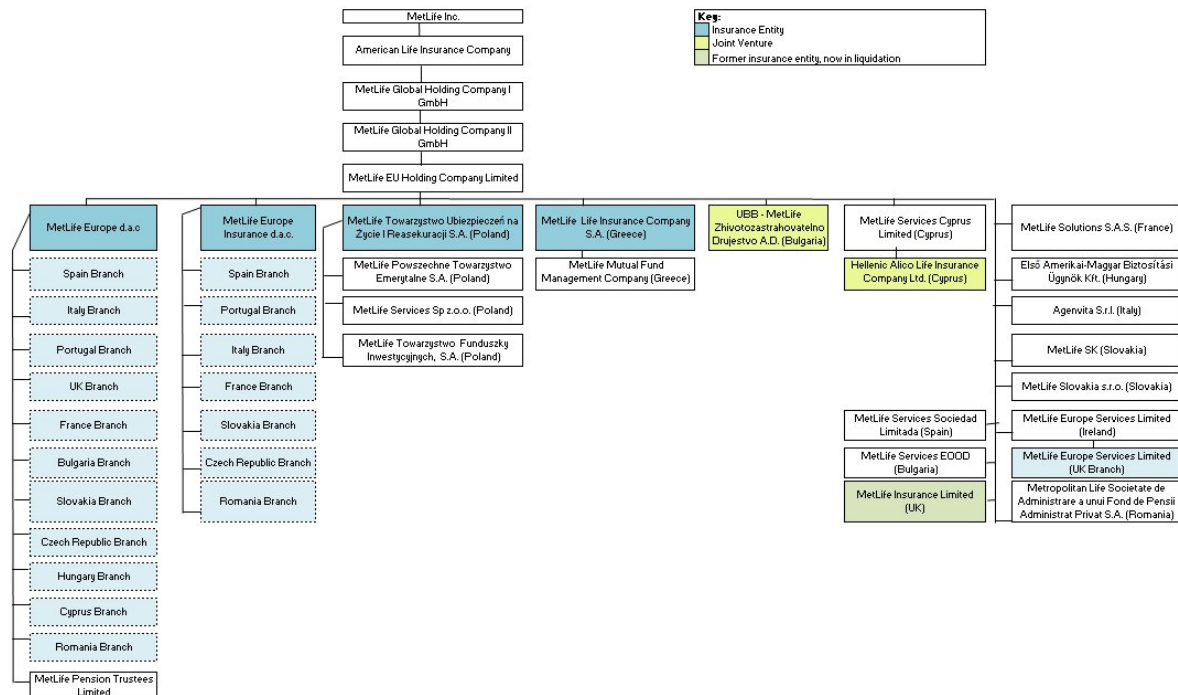 MetLife Inc.
American Life Insurance Company
MetLife Global Holding Company I
GmbH
MetLife Global Holding Company II
GmbH
MetLife EU Holding Company Limited
Key:
Insurance Entity
Joint Venture
Former insurance entity, now in liquidation
MetLife Europe d.a.c
Spain Branch
Italy Branch
Portugal Branch
UK Branch
France Branch
Bulgaria Branch
Slovakia Branch
Czech Republic Branch
Hungary Branch
Cyprus Branch
Romania Branch
MetLife Pension Trustees
Limited
MetLife Europe
Insurance d.a.c.
Spain Branch
Portugal Branch
Italy Branch
France Branch
Slovakia Branch
Czech Republic Branch
Romania Branch
MetLife Towarzystwo Ubezpieczeń na
Życie I Reasekuracji S.A. (Poland)
MetLife Powszechne Towarzystwo
Emerytalne S.A. (Poland)
MetLife Services Sp z.o.o. (Poland)
MetLife Towarzystwo Funduszky
Inwestycyjnych, S.A. (Poland)
MetLife Life Insurance Company
S.A. (Greece)
MetLife Mutual Fund
Management Company (Greece)
UBB - MetLife
Zhivotozastrahovatelno
Drujestvo A.D. (Bulgaria)
MetLife Services Cyprus
Limited (Cyprus)
Hellenic Alico Life Insurance
Company Ltd. (Cyprus)
MetLife Services Sociedad
Limitada (Spain)
MetLife Services EOOD
(Bulgaria)
MetLife Insurance Limited
(UK)
MetLife Solutions S.A.S. (France)
Első Amerikai-Magyar Biztosítási
Ügynök Kft. (Hungary)
Agenvita S.r.l. (Italy)
MetLife SK (Slovakia)
MetLife Slovakia s.r.o. (Slovakia)
MetLife Europe Services Limited
(Ireland)
MetLife Europe Services Limited
(UK Branch)
Metropolitan Life Societate de
Administrare a unui Fond de Pensii
Administrat Privat S.A. (Romania)